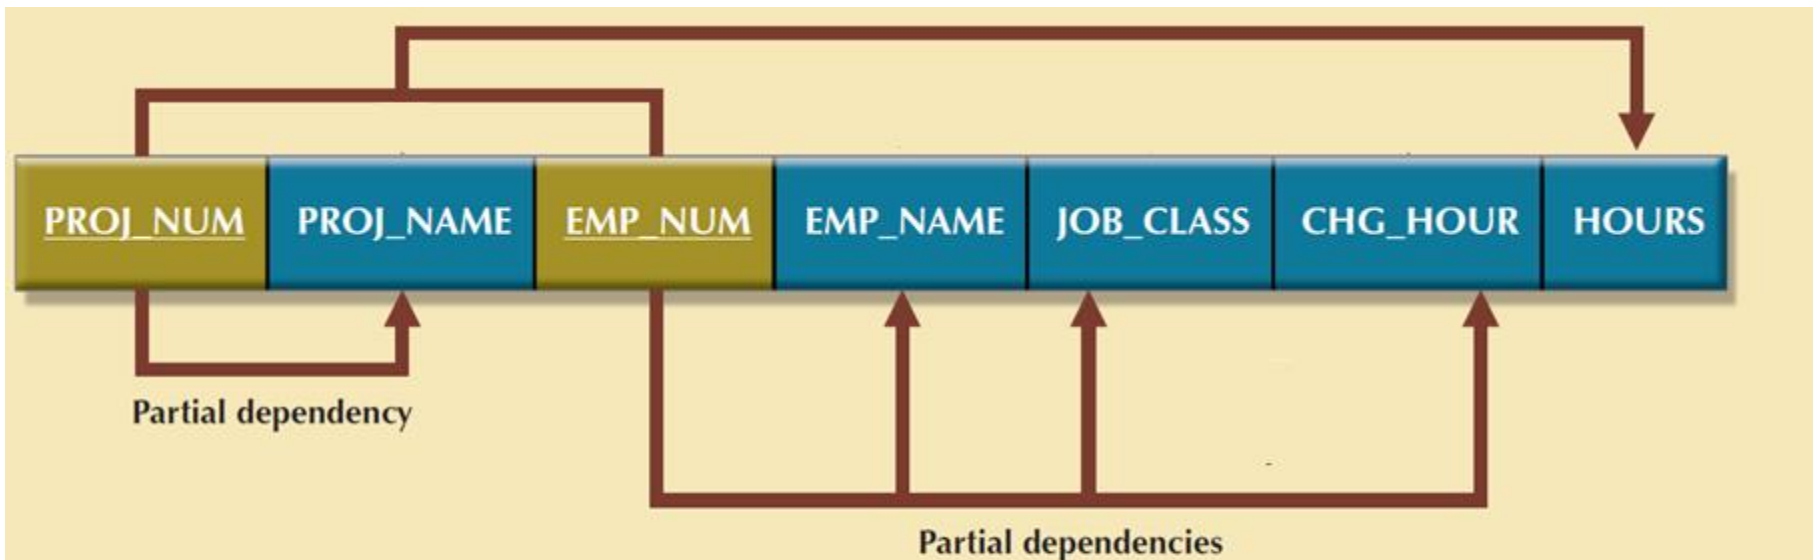 PROJ_NUM PROJ_NAME EMP_NUM EMP_NAME JOB_CLASS CHG_HOUR HOURS
Partial dependency
Partial dependencies